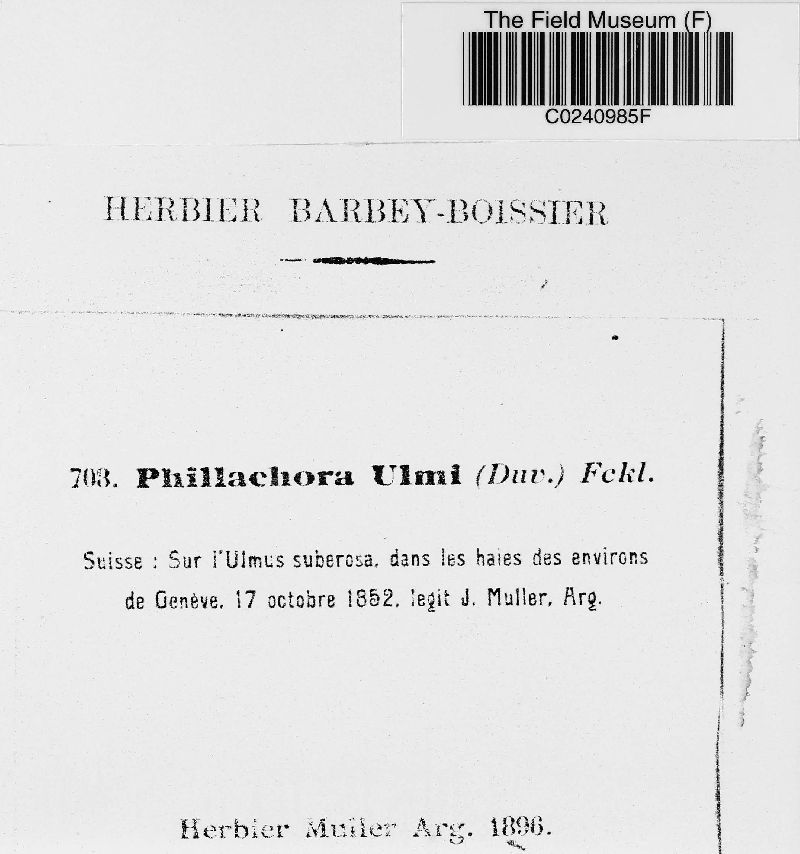 The Field Museum (F)
C0240985F
HERBIER BARBEY-BOISSIER
703. Phillachora Ulmi (Duv.) Fckl.
Suisse : Sur l'Ulmus suberosa, dans les haies des environs
de Genève, 17 octobre 1852, legit J. Muller, Arg.
Herbier Muller Arg. 1896.